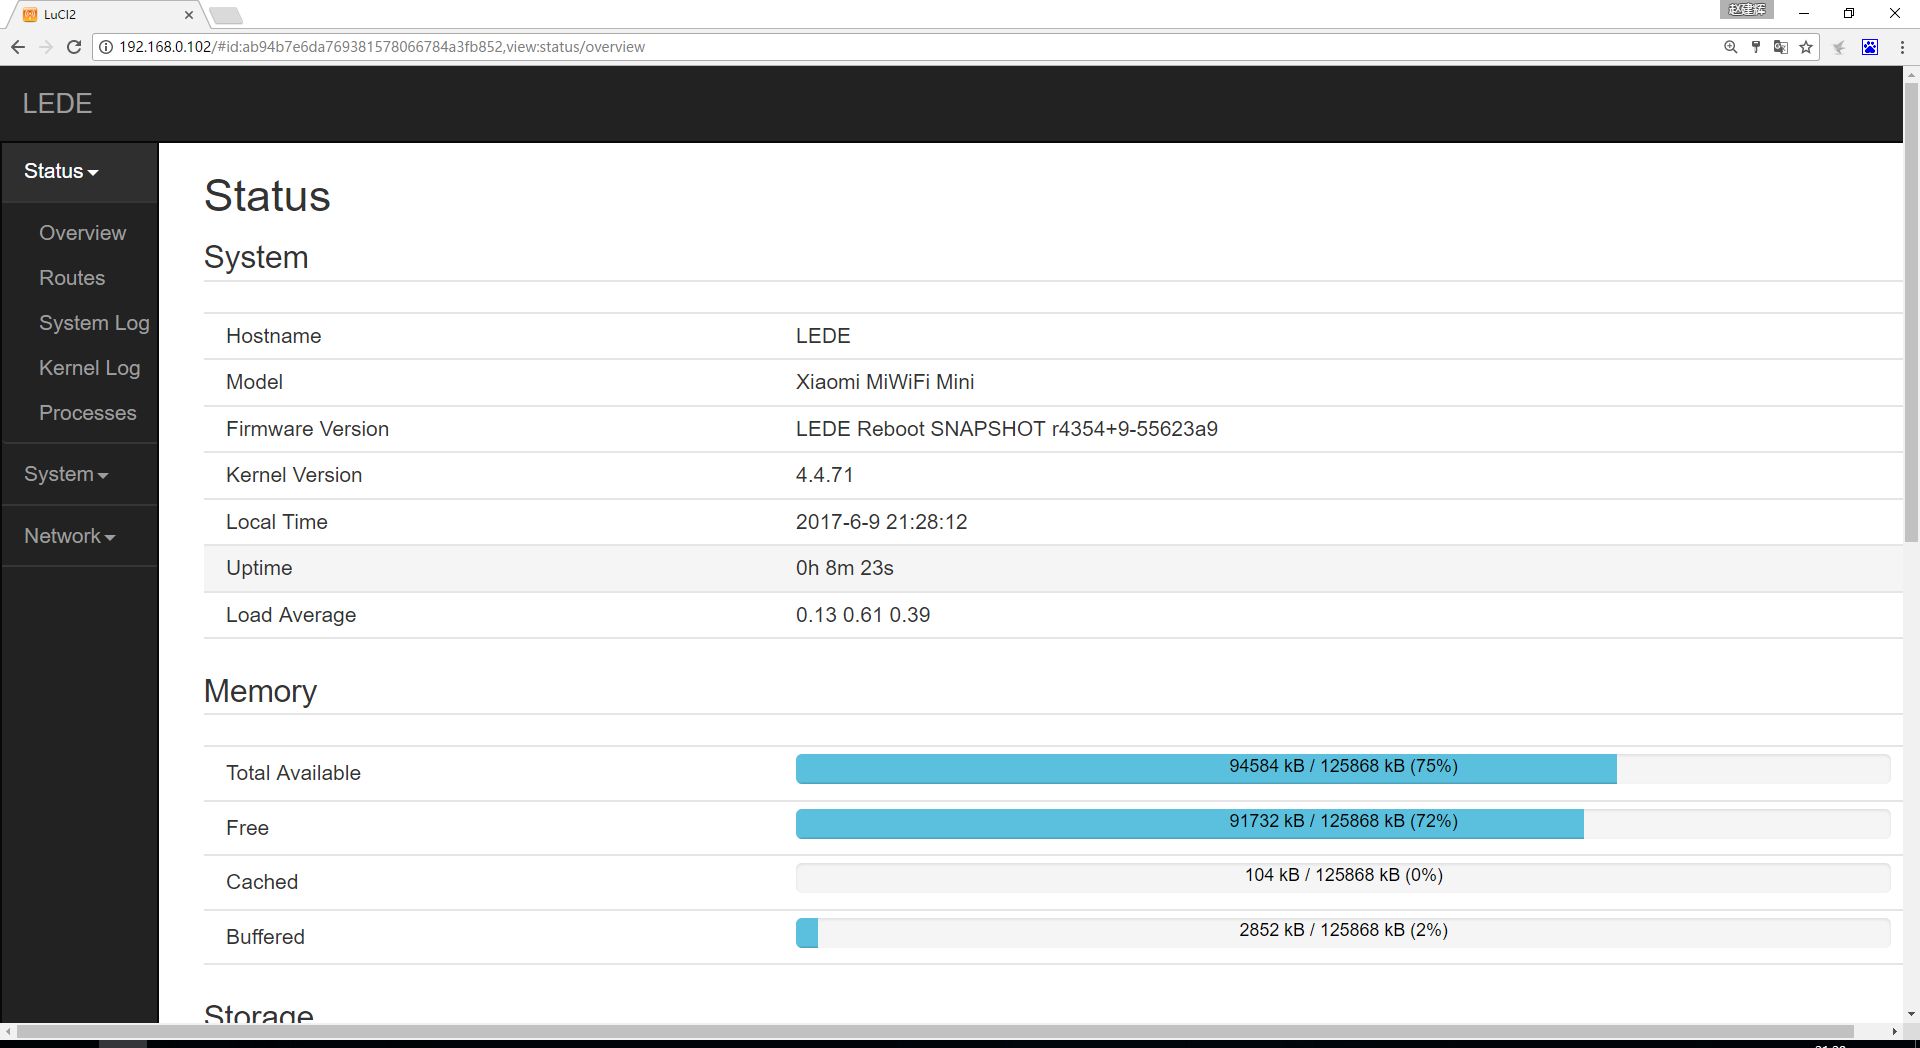 LuCI2
赵建辉
192.168.0.102/#id:ab94b7e6da769381578066784a3fb852,view:status/overview
LEDE
Status
Overview
Routes
System Log
Kernel Log
Processes
System
Network
Status
System
Hostname LEDE
Model Xiaomi MiWiFi Mini
Firmware Version LEDE Reboot SNAPSHOT r4354+9-55623a9
Kernel Version 4.4.71
Local Time 2017-6-9 21:28:12
Uptime 0h 8m 23s
Load Average 0.13 0.61 0.39
Memory
Total Available 94584 kB / 125868 kB (75%)
Free 91732 kB / 125868 kB (72%)
Cached 104 kB / 125868 kB (0%)
Buffered 2852 kB / 125868 kB (2%)
Storage